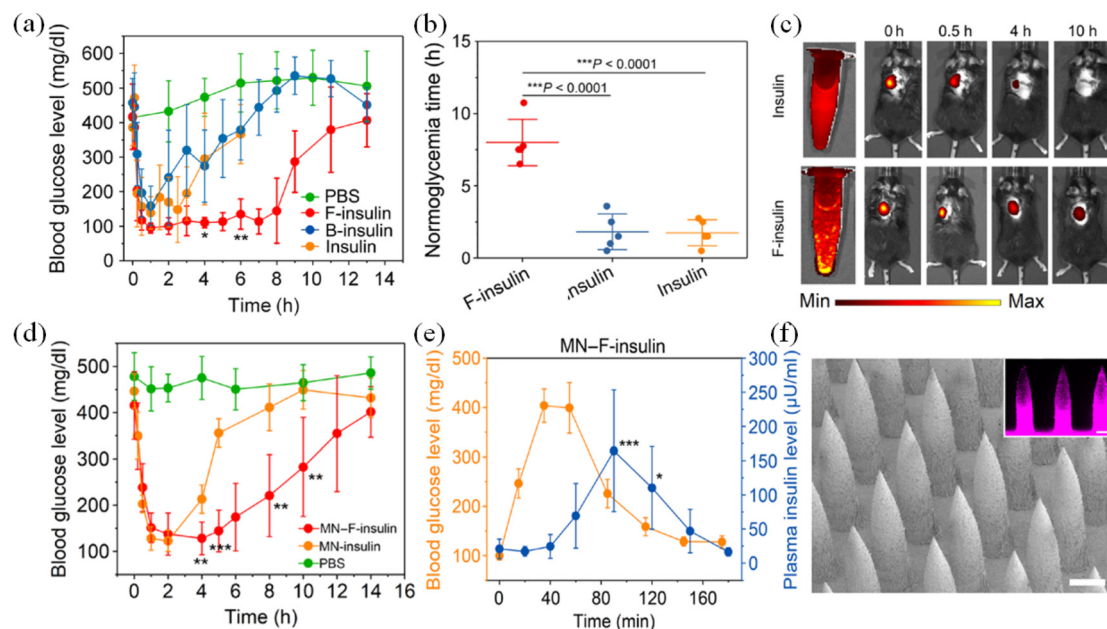 (a)
Blood glucose level (mg/dl)
600
500
400
300
200
100
0
PBS
F-insulin
B-insulin
Insulin
*
**
0 2 4 6 8 10 12 14
Time (h)
(b)
Normoglycemia time (h)
15
10
5
0
***P < 0.0001
***P < 0.0001
F-insulin
.nsulin
Insulin
(c)
0 h 0.5 h 4 h 10 h
Insulin
F-insulin
Min Max
(d)
Blood glucose level (mg/dl)
500
400
300
200
100
MN–F-insulin
MN-insulin
PBS
**
***
**
**
0 2 4 6 8 10 12 14 16
Time (h)
(e)
MN–F-insulin
Blood glucose level (mg/dl)
500
400
300
200
100
***
*
0 40 80 120 160
Time (min)
300
250
200
150
100
50
0
Plasma insulin level (μU/ml)
(f)